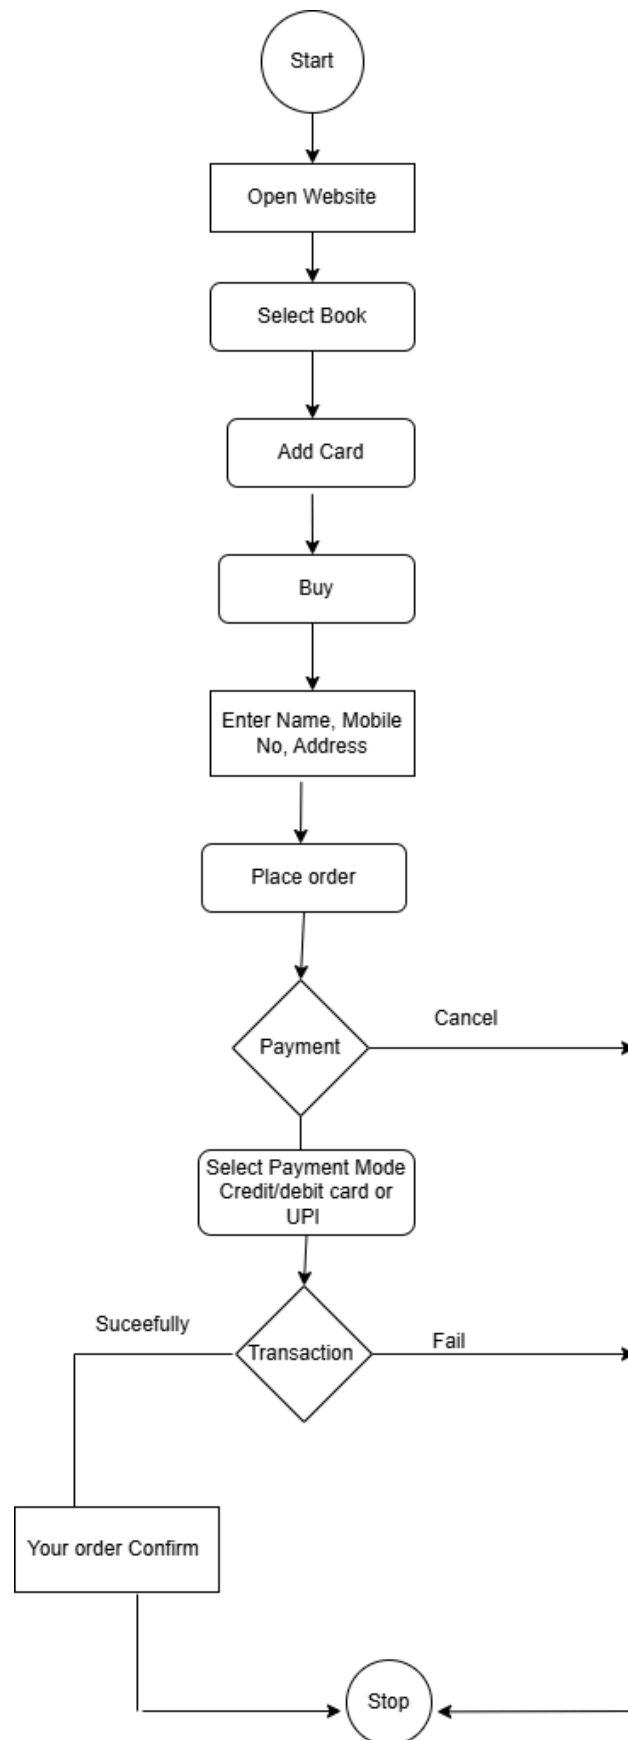 Start
Open Website
Select Book
Add Card
Buy
Enter Name, Mobile
No, Address
Place order
Payment
Cancel
Select Payment Mode
Credit/debit card or
UPI
Suceefully
Transaction
Fail
Your order Confirm
Stop